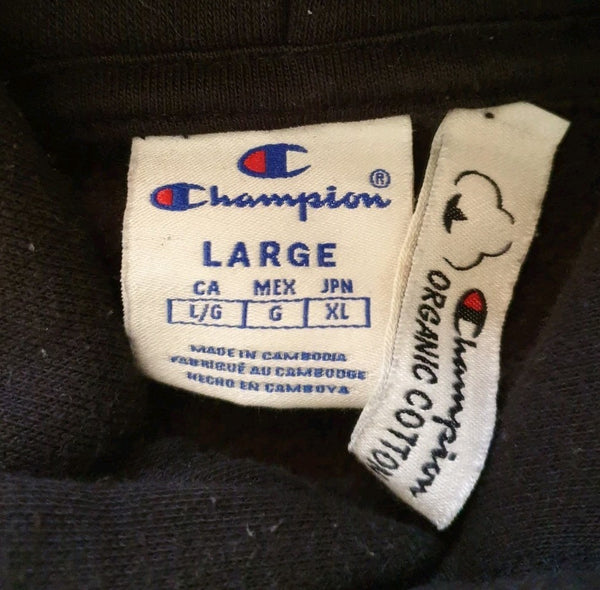 Champion®
LARGE
CA MEX JPN
L/G G XL
MADE IN CAMBODIA
FABRIQUÉ AU CAMBODGE
HECHO EN CAMBOYA
Champion
ORGANIC COTTON